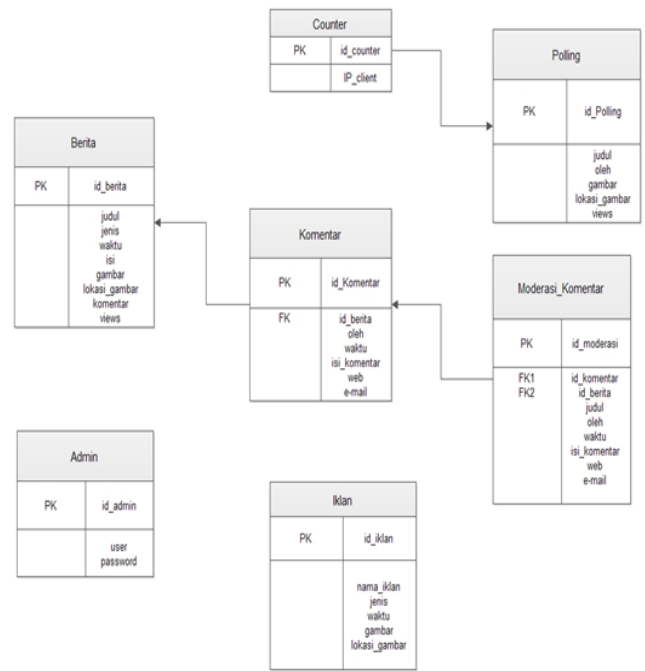 Counter
PK id_counter
IP_client
Polling
PK id_Polling
judul
oleh
gambar
lokasi_gambar
views
Berita
PK id_berita
judul
jenis
waktu
isi
gambar
lokasi_gambar
komentar
views
Komentar
PK id_Komentar
FK id_berita
oleh
waktu
isi_komentar
web
e-mail
Moderasi_Komentar
PK id_moderasi
FK1 id_komentar
FK2 id_berita
judul
oleh
waktu
isi_komentar
web
e-mail
Admin
PK id_admin
user
password
Iklan
PK id_iklan
nama_iklan
jenis
waktu
gambar
lokasi_gambar